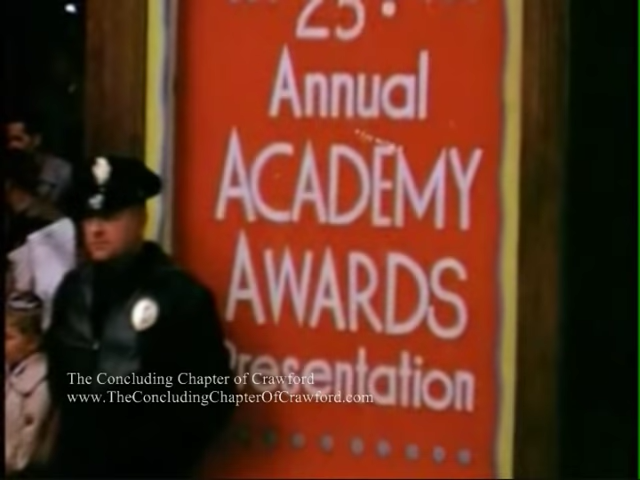 25 •
Annual
ACADEMY
AWARDS
Presentation
The Concluding Chapter of Crawford
www.TheConcludingChapterOfCrawford.com